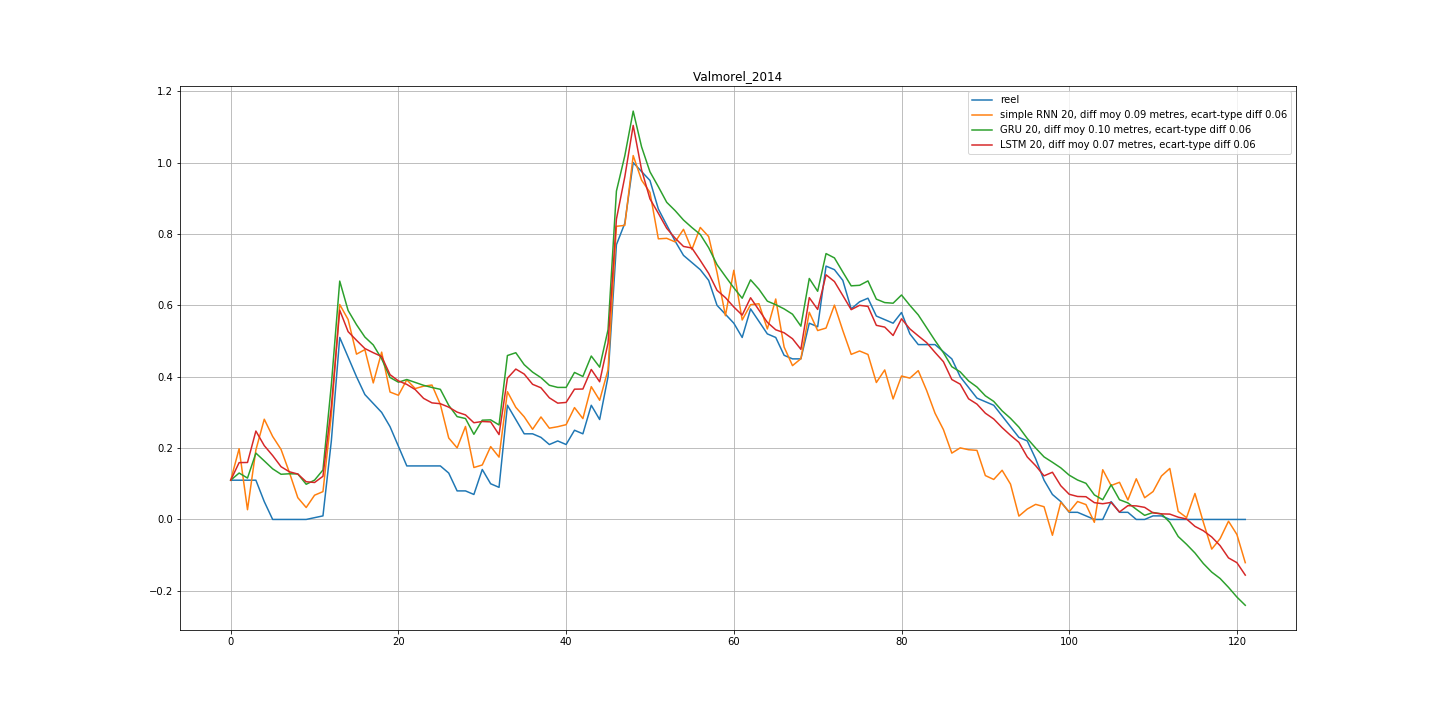 Valmorel_2014
1.2
1.0
0.8
0.6
0.4
0.2
0.0
−0.2
reel
simple RNN 20, diff moy 0.09 metres, ecart-type diff 0.06
GRU 20, diff moy 0.10 metres, ecart-type diff 0.06
LSTM 20, diff moy 0.07 metres, ecart-type diff 0.06
0 20 40 60 80 100 120